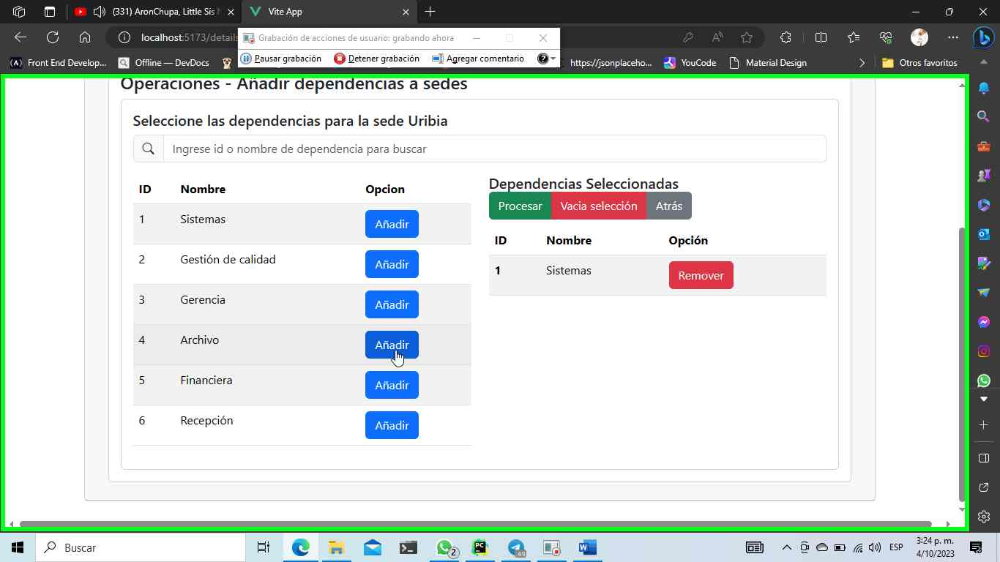 (331) AronChupa, Little Sis
Vite App
localhost:5173/details
Grabación de acciones de usuario: grabando ahora
Pausar grabación
Detener grabación
Agregar comentario
Front End Develop...
Offline — DevDocs
https://jsonplaceho...
YouCode
Material Design
Otros favoritos
Operaciones - Añadir dependencias a sedes
Seleccione las dependencias para la sede Uribia
Ingrese id o nombre de dependencia para buscar
ID Nombre Opcion
1 Sistemas Añadir
2 Gestión de calidad Añadir
3 Gerencia Añadir
4 Archivo Añadir
5 Financiera Añadir
6 Recepción Añadir
Dependencias Seleccionadas
Procesar Vacia selección Atrás
ID Nombre Opción
1 Sistemas Remover
Buscar
2
ESP
3:24 p. m.
4/10/2023